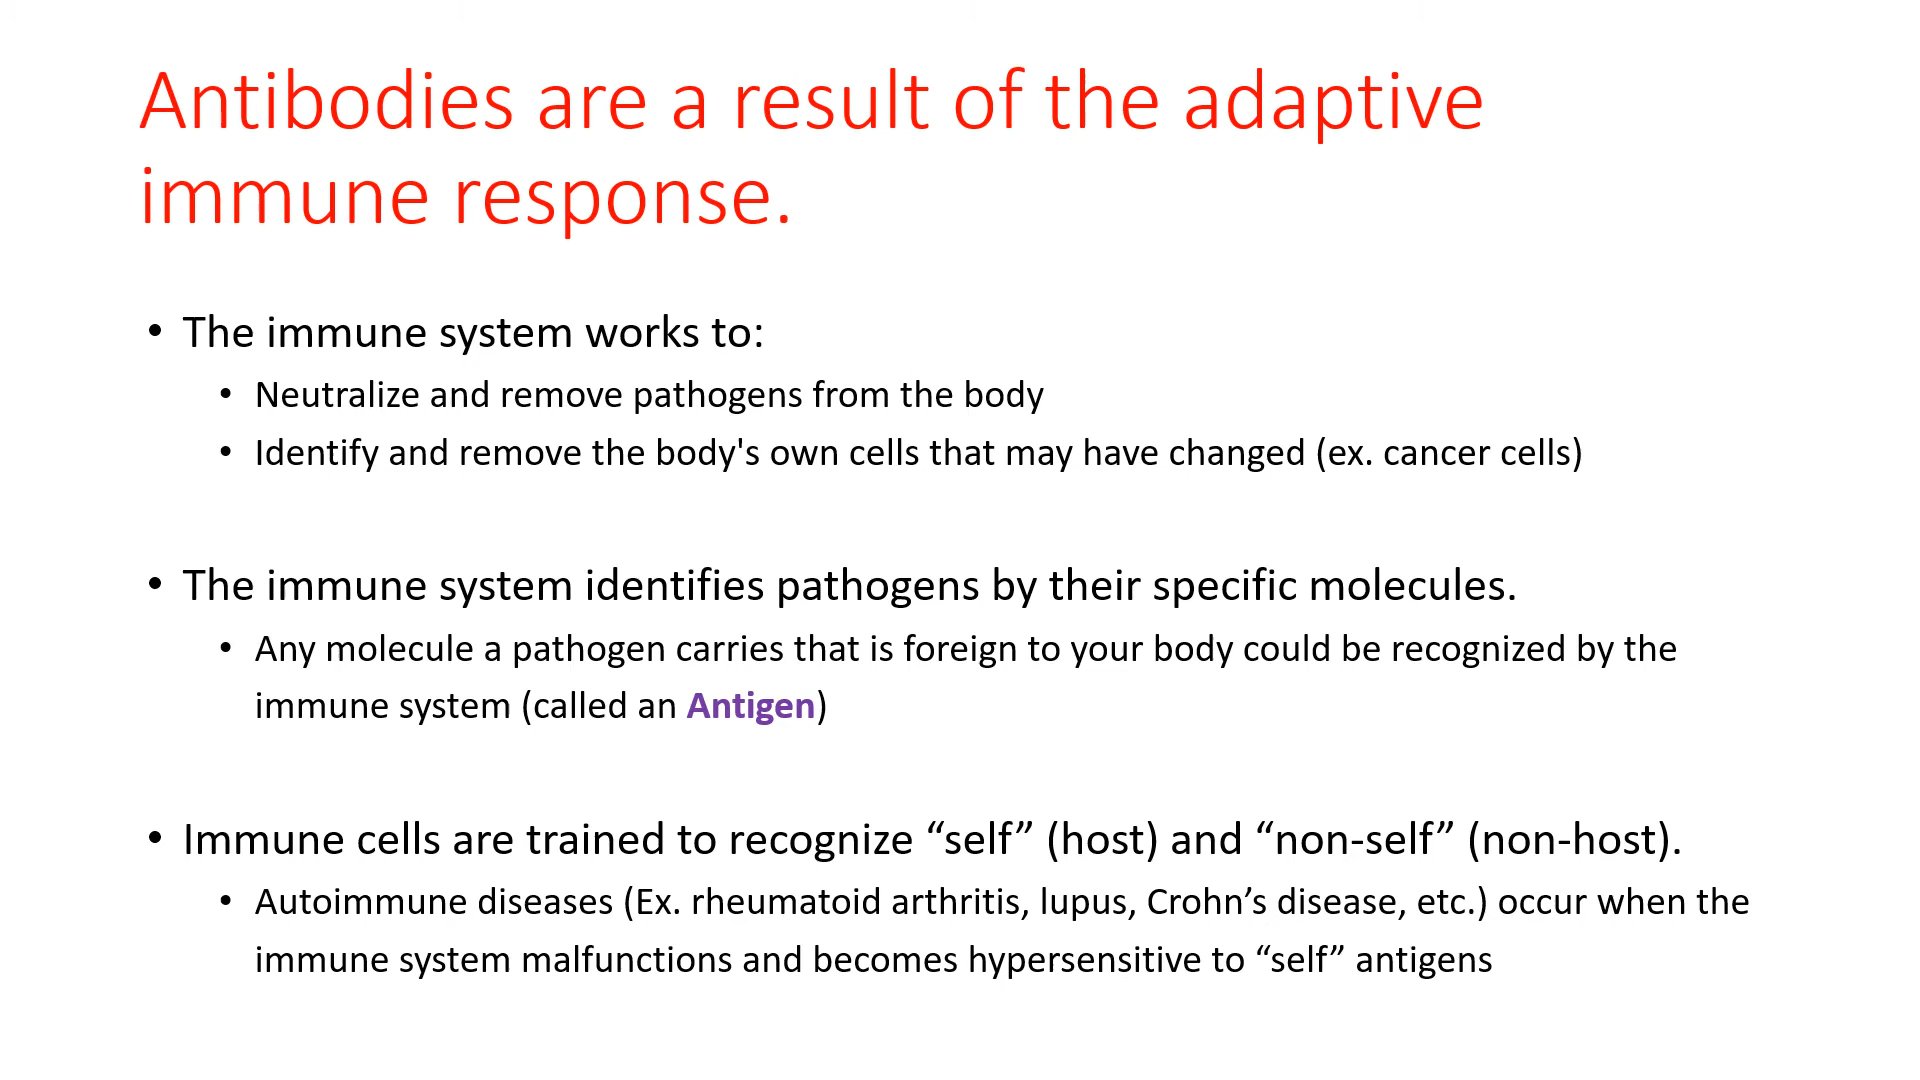 Antibodies are a result of the adaptive
immune response.
• The immune system works to:
• Neutralize and remove pathogens from the body
• Identify and remove the body's own cells that may have changed (ex. cancer cells)
• The immune system identifies pathogens by their specific molecules.
• Any molecule a pathogen carries that is foreign to your body could be recognized by the
immune system (called an Antigen)
• Immune cells are trained to recognize “self” (host) and “non-self” (non-host).
• Autoimmune diseases (Ex. rheumatoid arthritis, lupus, Crohn’s disease, etc.) occur when the
immune system malfunctions and becomes hypersensitive to “self” antigens